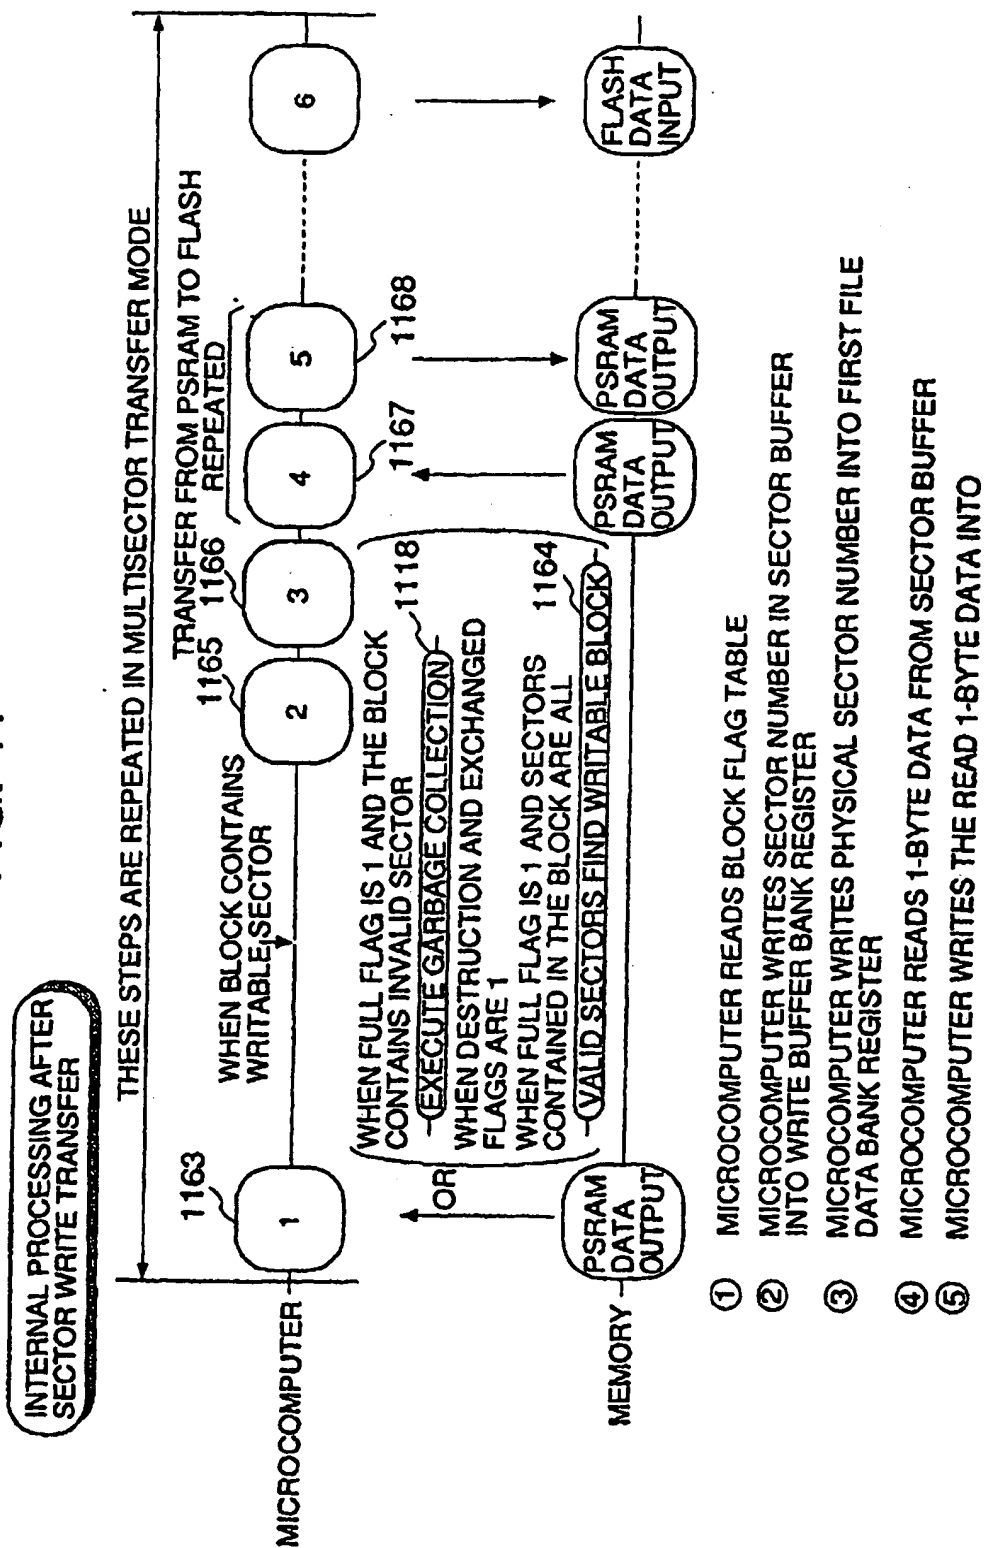 INTERNAL PROCESSING AFTER
SECTOR WRITE TRANSFER
THESE STEPS ARE REPEATED IN MULTISECTOR TRANSFER MODE
TRANSFER FROM PSRAM TO FLASH
REPEATED
WHEN BLOCK CONTAINS
WRITABLE SECTOR
1163
1165
1166
MICROCOMPUTER
1
2
3
4
5
6
1167
1168
OR
WHEN FULL FLAG IS 1 AND THE BLOCK
CONTAINS INVALID SECTOR
EXECUTE GARBAGE COLLECTION
1118
WHEN DESTRUCTION AND EXCHANGED
FLAGS ARE 1
WHEN FULL FLAG IS 1 AND SECTORS
CONTAINED IN THE BLOCK ARE ALL
1164
VALID SECTORS FIND WRITABLE BLOCK
MEMORY
PSRAM
DATA
OUTPUT
PSRAM
DATA
OUTPUT
PSRAM
DATA
OUTPUT
FLASH
DATA
INPUT
① MICROCOMPUTER READS BLOCK FLAG TABLE
② MICROCOMPUTER WRITES SECTOR NUMBER IN SECTOR BUFFER
INTO WRITE BUFFER BANK REGISTER
③ MICROCOMPUTER WRITES PHYSICAL SECTOR NUMBER INTO FIRST FILE
DATA BANK REGISTER
④ MICROCOMPUTER READS 1-BYTE DATA FROM SECTOR BUFFER
⑤ MICROCOMPUTER WRITES THE READ 1-BYTE DATA INTO